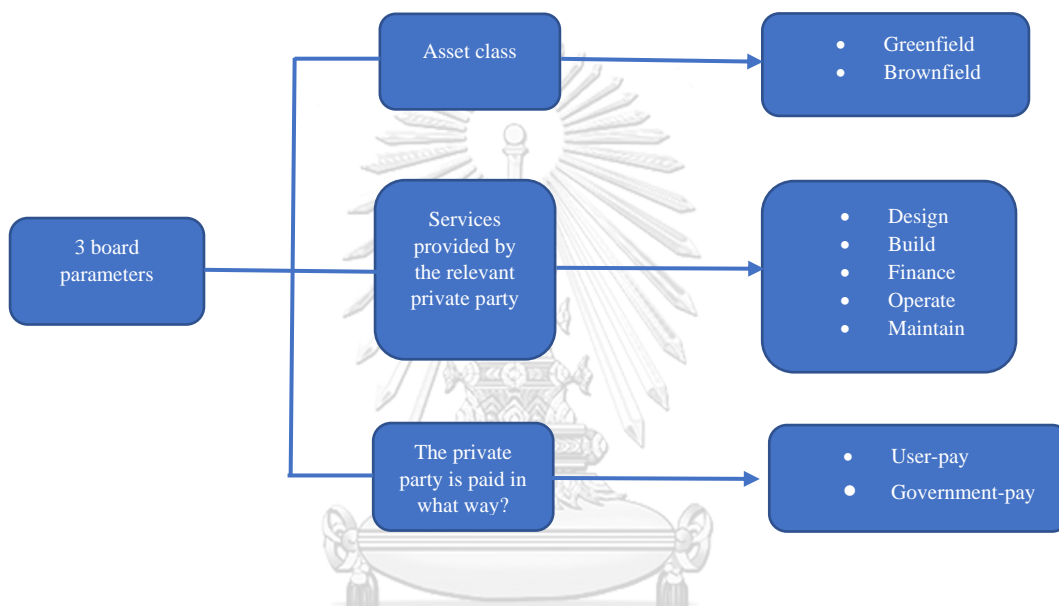 Asset class
• Greenfield
• Brownfield
3 board
parameters
Services
provided by
the relevant
private party
• Design
• Build
• Finance
• Operate
• Maintain
The private
party is paid in
what way?
• User-pay
• Government-pay